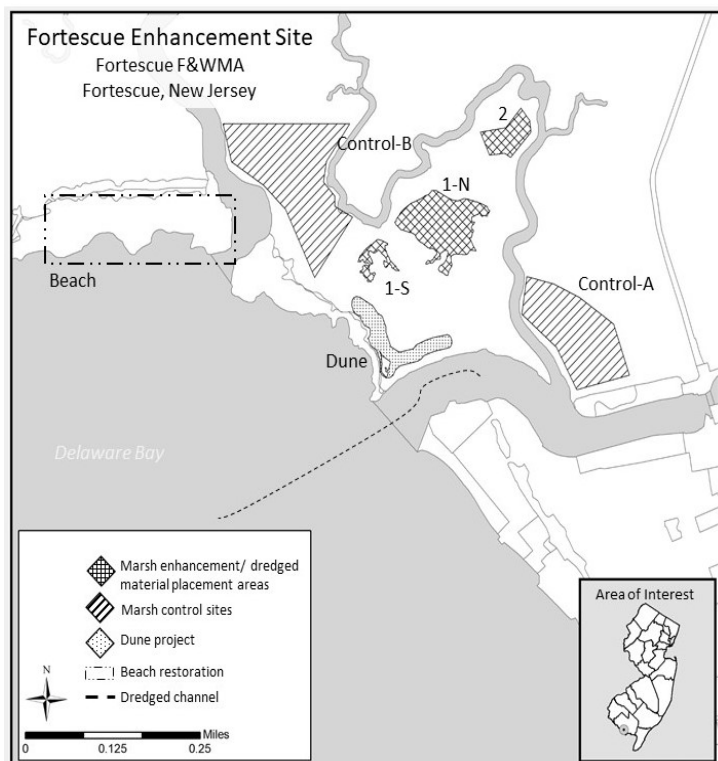 Fortescue Enhancement Site
Fortescue F&WMA
Fortescue, New Jersey
2
Control-B
1-N
Beach
1-S
Control-A
Dune
Delaware Bay
Marsh enhancement/ dredged
material placement areas
Marsh control sites
Dune project
Beach restoration
Dredged channel
N
Miles
0 0.125 0.25
Area of Interest